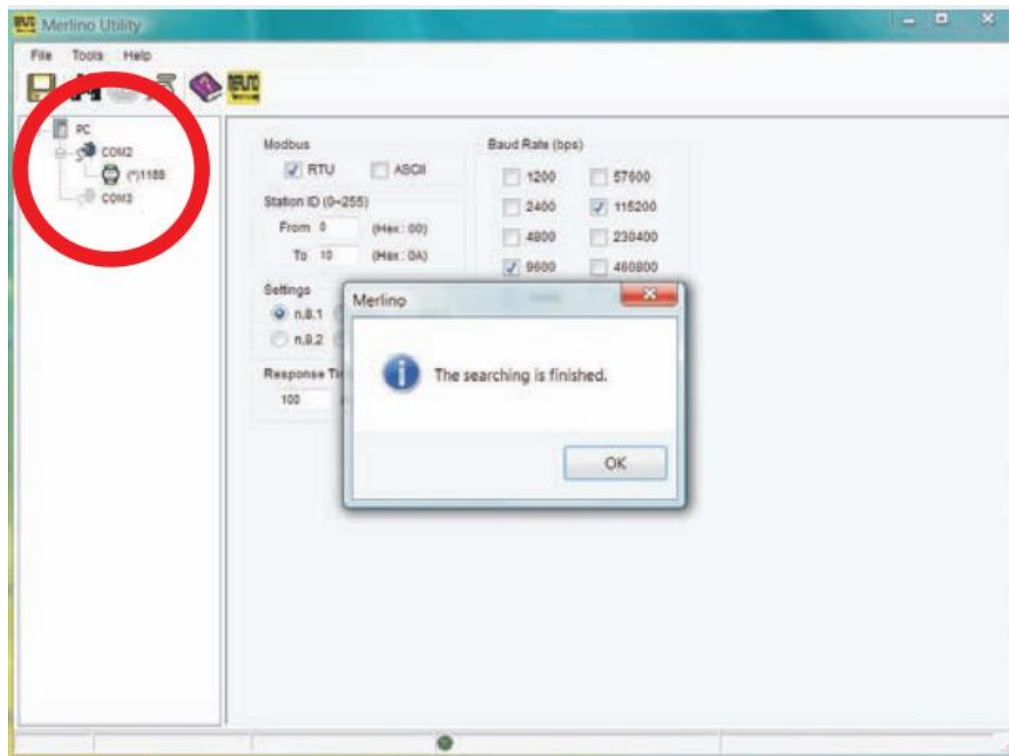 Merlino Utility
File Tools Help
PC
COM2
(*)1188
COM3
Modbus
RTU ASCII
Station ID (0~255)
From 0 (Hex: 00)
To 10 (Hex: 0A)
Settings
n.8.1
n.8.2
Response
100
Baud Rate (bps)
1200 57600
2400 115200
4800 230400
9600 460800
Merlino
The searching is finished.
OK